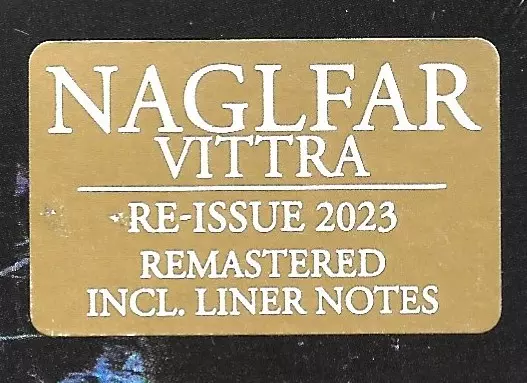 NAGLFAR
VITTRA
RE-ISSUE 2023
REMASTERED
INCL. LINER NOTES